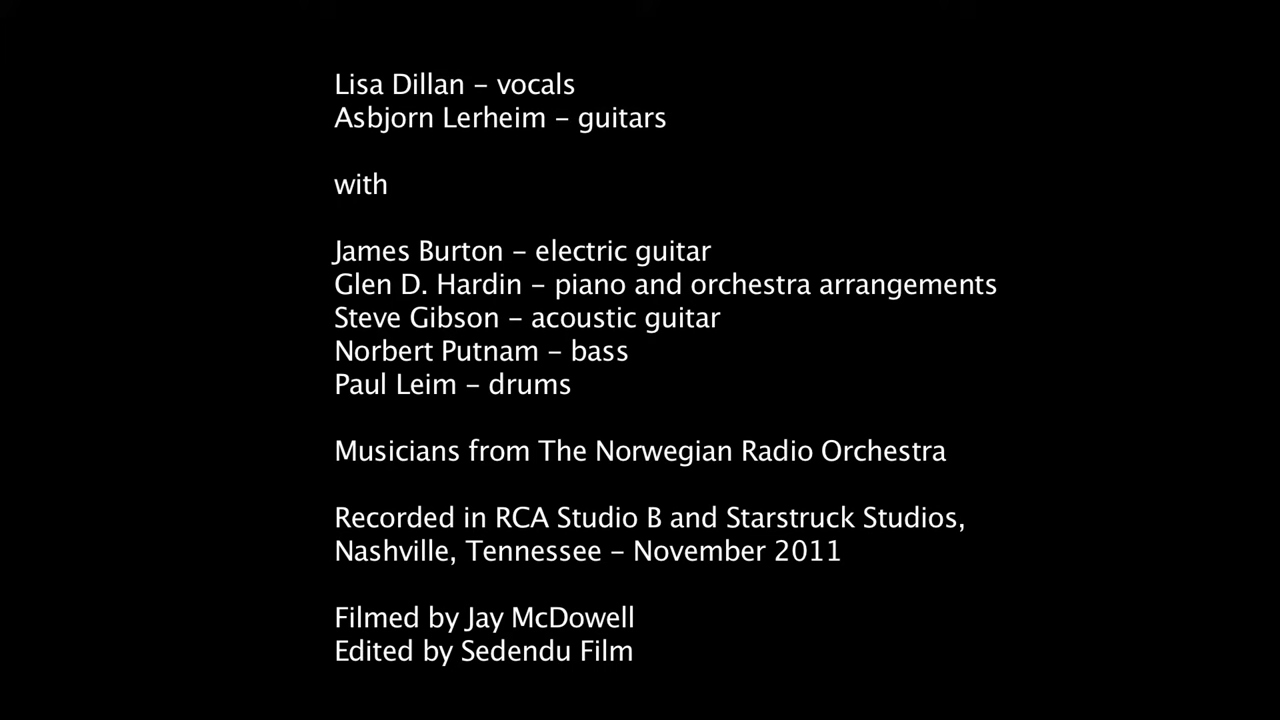 Lisa Dillan – vocals
Asbjorn Lerheim – guitars
with
James Burton – electric guitar
Glen D. Hardin – piano and orchestra arrangements
Steve Gibson – acoustic guitar
Norbert Putnam – bass
Paul Leim – drums
Musicians from The Norwegian Radio Orchestra
Recorded in RCA Studio B and Starstruck Studios,
Nashville, Tennessee – November 2011
Filmed by Jay McDowell
Edited by Sedendu Film